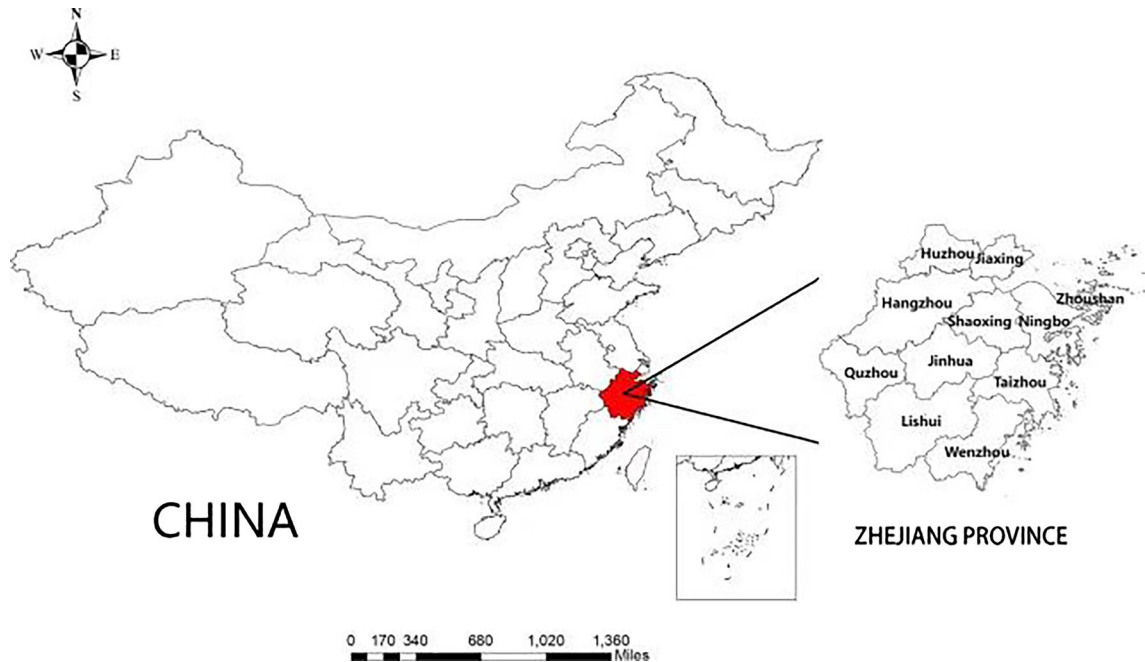 N
W E
S
Huzhou
Jiaxing
Hangzhou
Zhoushan
Shaoxing
Ningbo
Jinhua
Quzhou
Taizhou
Lishui
Wenzhou
CHINA
ZHEJIANG PROVINCE
0 170 340 680 1,020 1,360
Miles